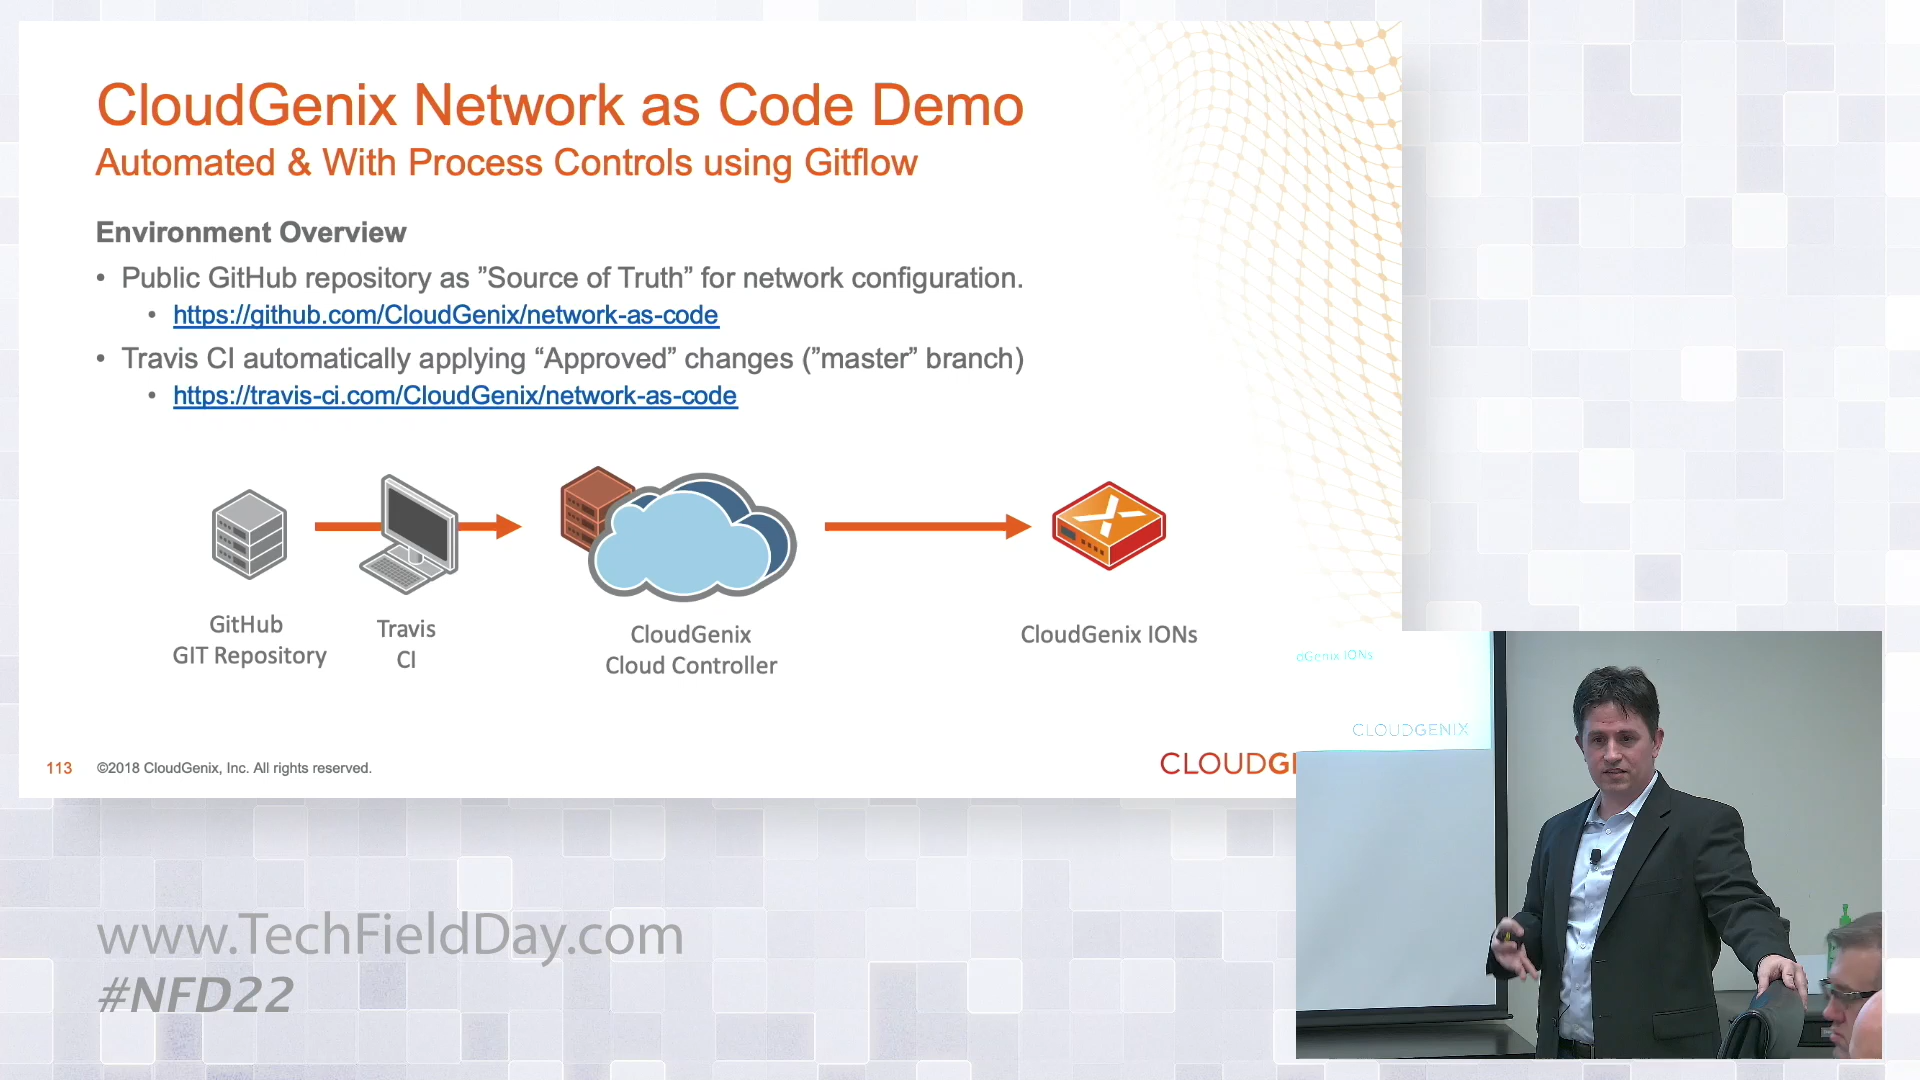 CloudGenix Network as Code Demo
Automated & With Process Controls using Gitflow
Environment Overview
• Public GitHub repository as ”Source of Truth” for network configuration.
• https://github.com/CloudGenix/network-as-code
• Travis CI automatically applying “Approved” changes (”master” branch)
• https://travis-ci.com/CloudGenix/network-as-code
GitHub
GIT Repository
Travis
CI
CloudGenix
Cloud Controller
CloudGenix IONs
dGenix IONs
CLOUDGENIX
113 ©2018 CloudGenix, Inc. All rights reserved.
www.TechFieldDay.com
#NFD22